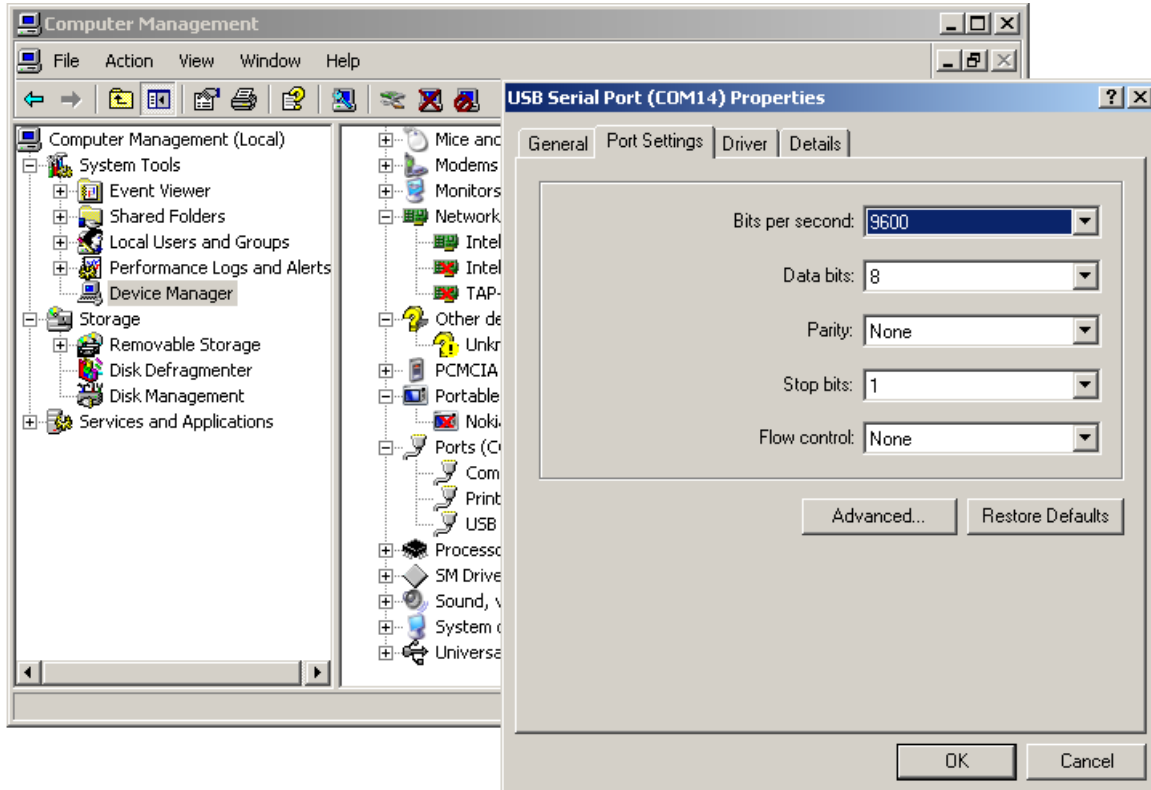 Computer Management
File Action View Window Help
Computer Management (Local)
System Tools
Event Viewer
Shared Folders
Local Users and Groups
Performance Logs and Alerts
Device Manager
Storage
Removable Storage
Disk Defragmenter
Disk Management
Services and Applications
Mice and
Modems
Monitors
Network
Intel
Intel
TAP-
Other de
Unkn
PCMCIA
Portable
Noki
Ports (CO
Com
Print
USB
Processo
SM Drive
Sound, v
System d
Universa
USB Serial Port (COM14) Properties
General Port Settings Driver Details
Bits per second: 9600
Data bits: 8
Parity: None
Stop bits: 1
Flow control: None
Advanced... Restore Defaults
OK Cancel